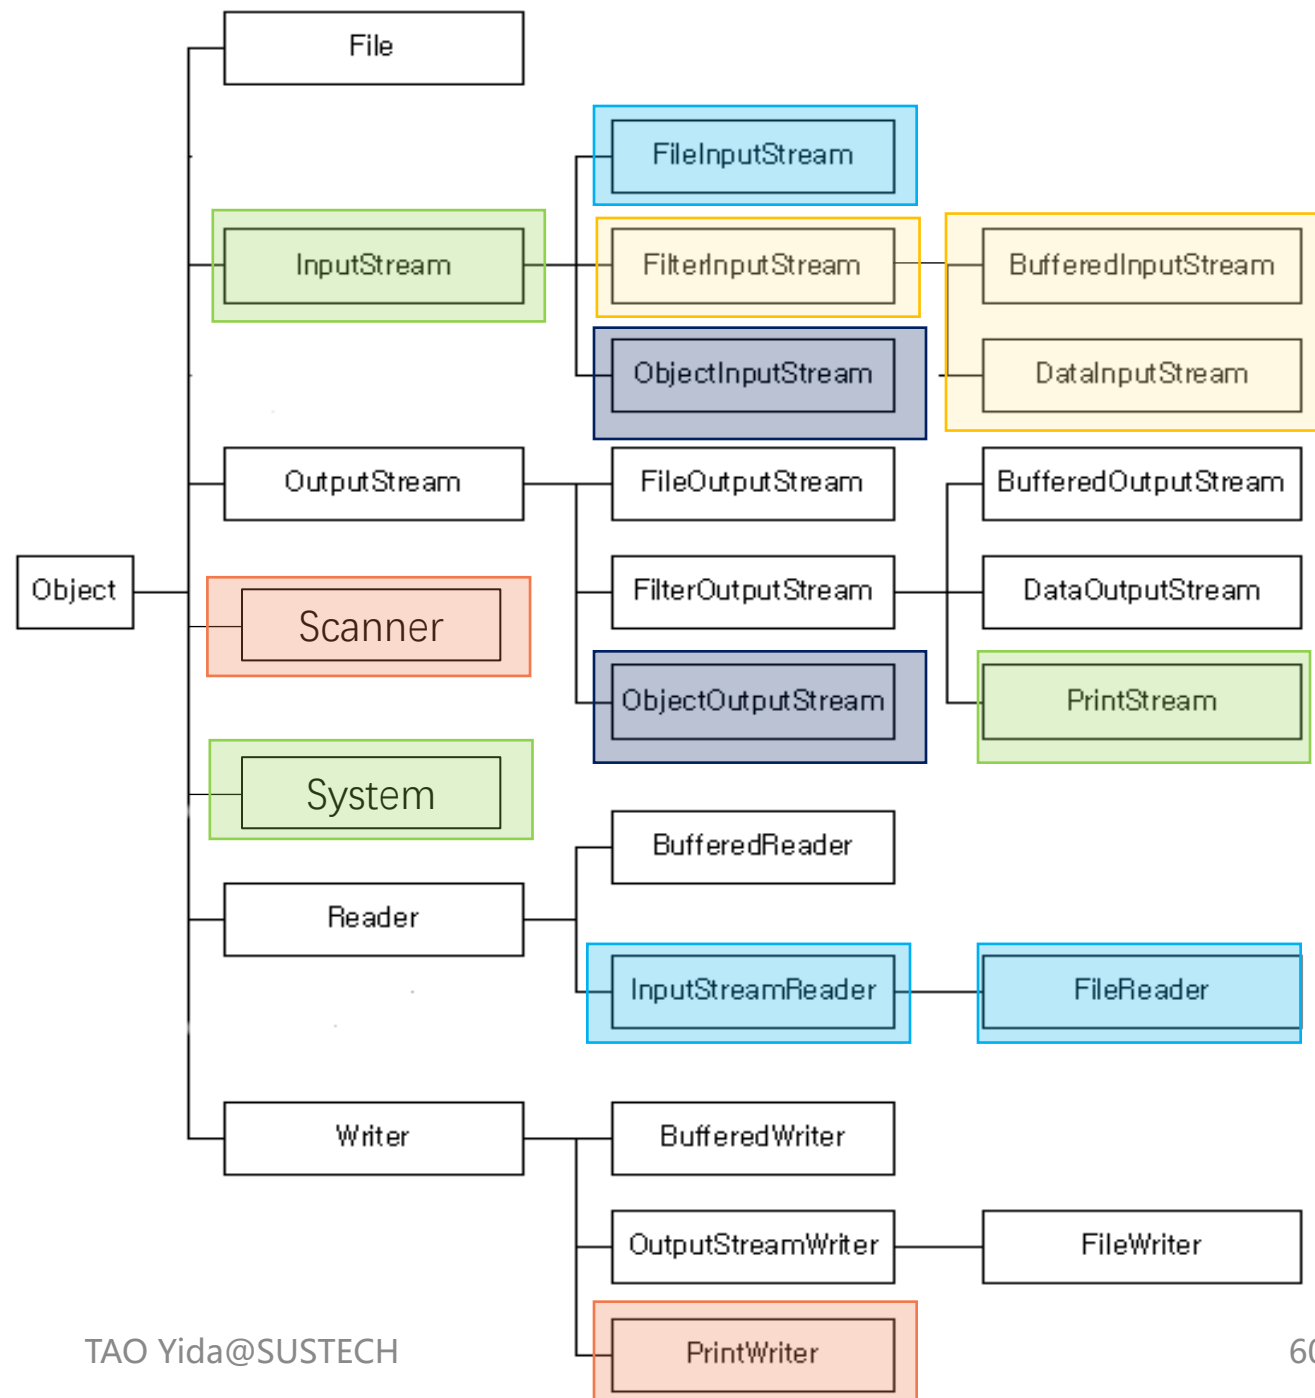 File
FileInputStream
InputStream
FilterInputStream
BufferedInputStream
ObjectInputStream
DataInputStream
OutputStream
FileOutputStream
BufferedOutputStream
Object
FilterOutputStream
DataOutputStream
Scanner
ObjectOutputStream
PrintStream
System
BufferedReader
Reader
InputStreamReader
FileReader
Writer
BufferedWriter
OutputStreamWriter
FileWriter
PrintWriter
TAO Yida@SUSTECH
60